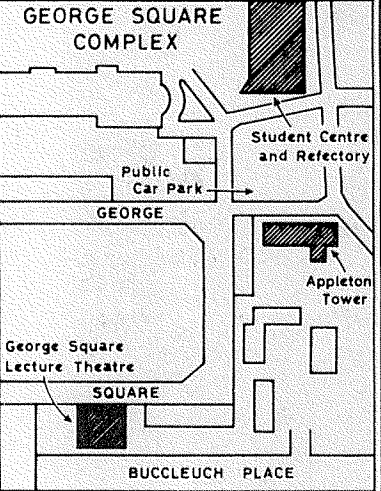 GEORGE SQUARE
COMPLEX
Student Centre
and Refectory
Public
Car Park
GEORGE
Appleton
Tower
George Square
Lecture Theatre
SQUARE
BUCCLEUCH PLACE